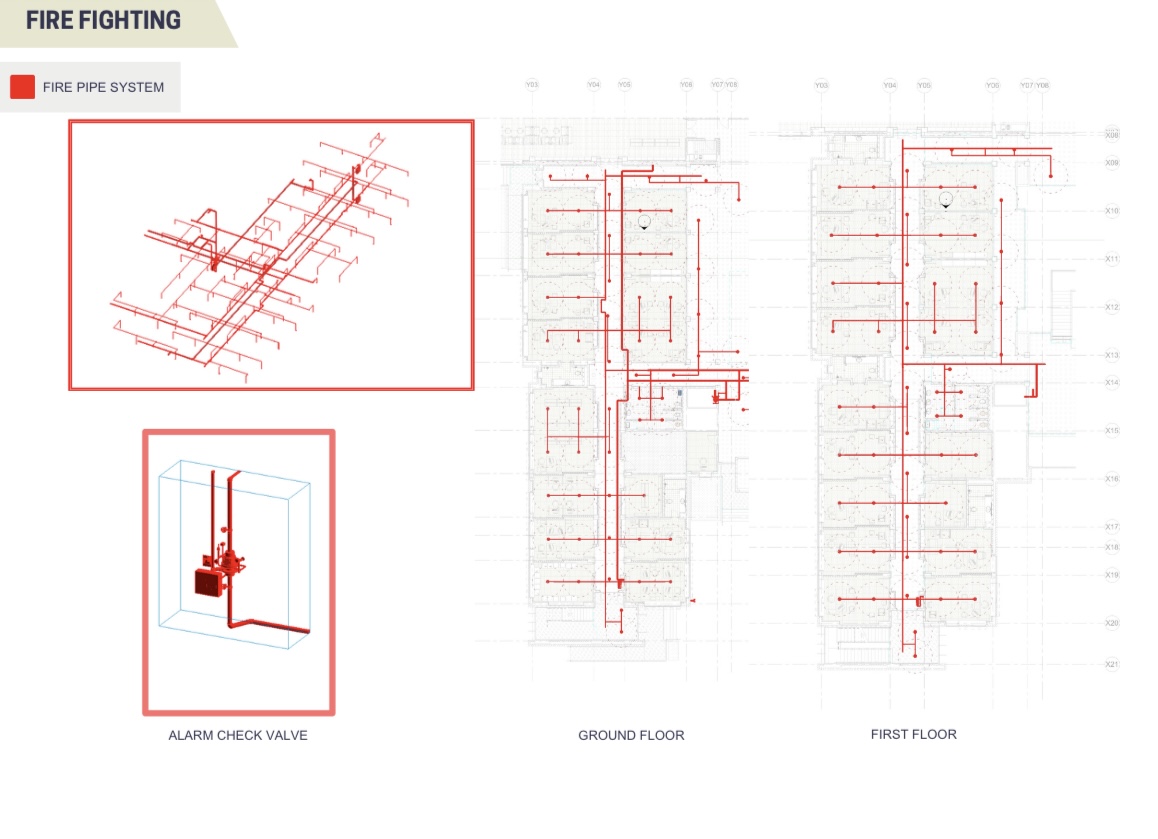 FIRE FIGHTING
FIRE PIPE SYSTEM
Y03 Y04 Y05 Y06 Y07 Y08
Y03 Y04 Y05 Y06 Y07 Y08
X08
X09
X10
X11
X12
X13
X14
X15
X16
X17
X18
X19
X20
X21
ALARM CHECK VALVE
GROUND FLOOR
FIRST FLOOR